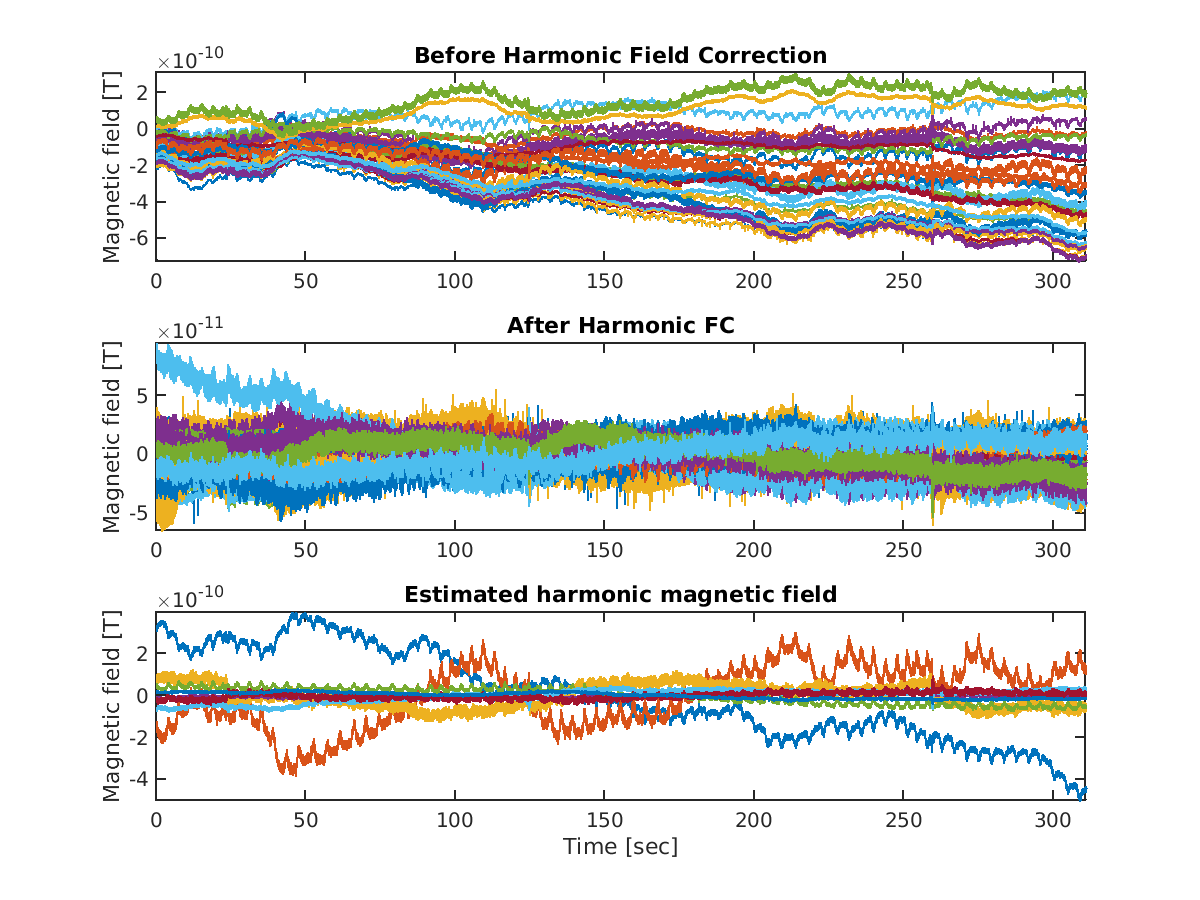 Before Harmonic Field Correction
×10⁻¹⁰
Magnetic field [T]
2
0
-2
-4
-6
0 50 100 150 200 250 300
After Harmonic FC
×10⁻¹¹
Magnetic field [T]
5
0
-5
0 50 100 150 200 250 300
Estimated harmonic magnetic field
×10⁻¹⁰
Magnetic field [T]
2
0
-2
-4
0 50 100 150 200 250 300
Time [sec]